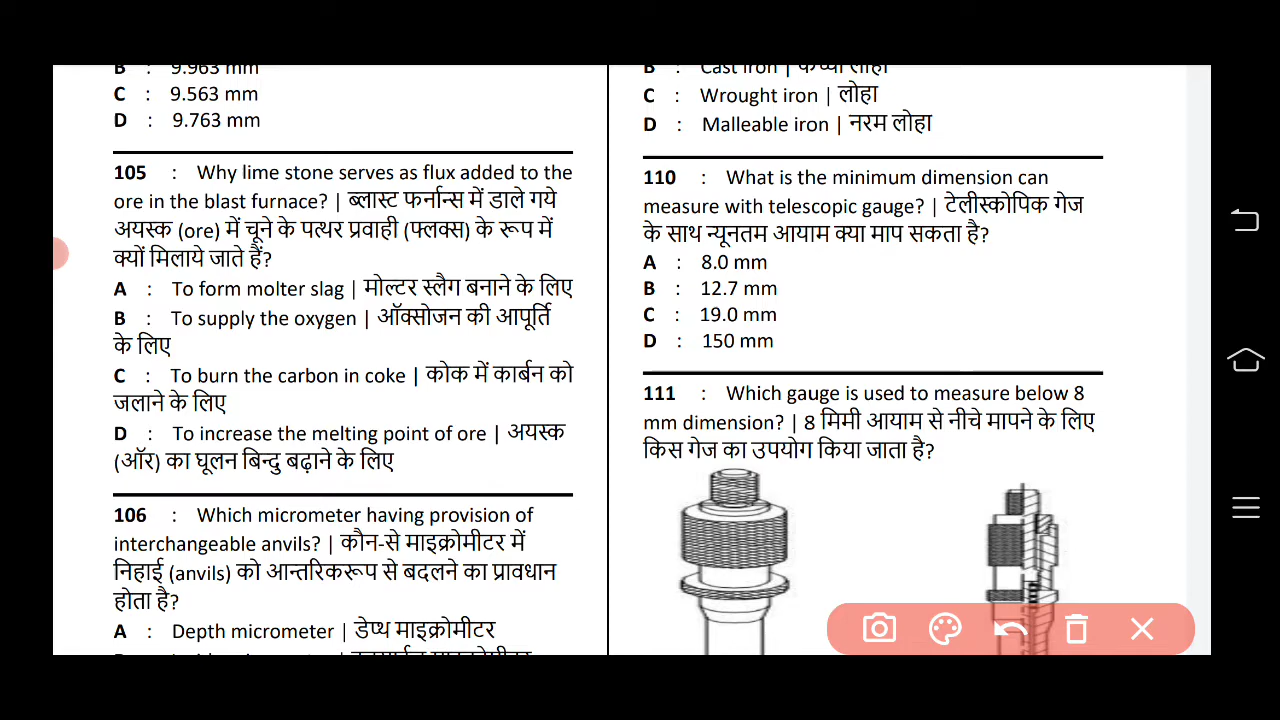 B : 9.963 mm
C : 9.563 mm
D : 9.763 mm
105 : Why lime stone serves as flux added to the
ore in the blast furnace? | ब्लास्ट फर्नान्स में डाले गये
अयस्क (ore) में चूने के पत्थर प्रवाही (फ्लक्स) के रूप में
क्यों मिलाये जाते हैं?
A : To form molter slag | मोल्टर स्लैग बनाने के लिए
B : To supply the oxygen | ऑक्सोजन की आपूर्ति
के लिए
C : To burn the carbon in coke | कोक में कार्बन को
जलाने के लिए
D : To increase the melting point of ore | अयस्क
(ऑर) का घूलन बिन्दु बढ़ाने के लिए
106 : Which micrometer having provision of
interchangeable anvils? | कौन-से माइक्रोमीटर में
निहाई (anvils) को आन्तरिकरूप से बदलने का प्रावधान
होता है?
A : Depth micrometer | डेप्थ माइक्रोमीटर
B : Cast iron | कच्चा लोहा
C : Wrought iron | लोहा
D : Malleable iron | नरम लोहा
110 : What is the minimum dimension can
measure with telescopic gauge? | टेलीस्कोपिक गेज
के साथ न्यूनतम आयाम क्या माप सकता है?
A : 8.0 mm
B : 12.7 mm
C : 19.0 mm
D : 150 mm
111 : Which gauge is used to measure below 8
mm dimension? | 8 मिमी आयाम से नीचे मापने के लिए
किस गेज का उपयोग किया जाता है?